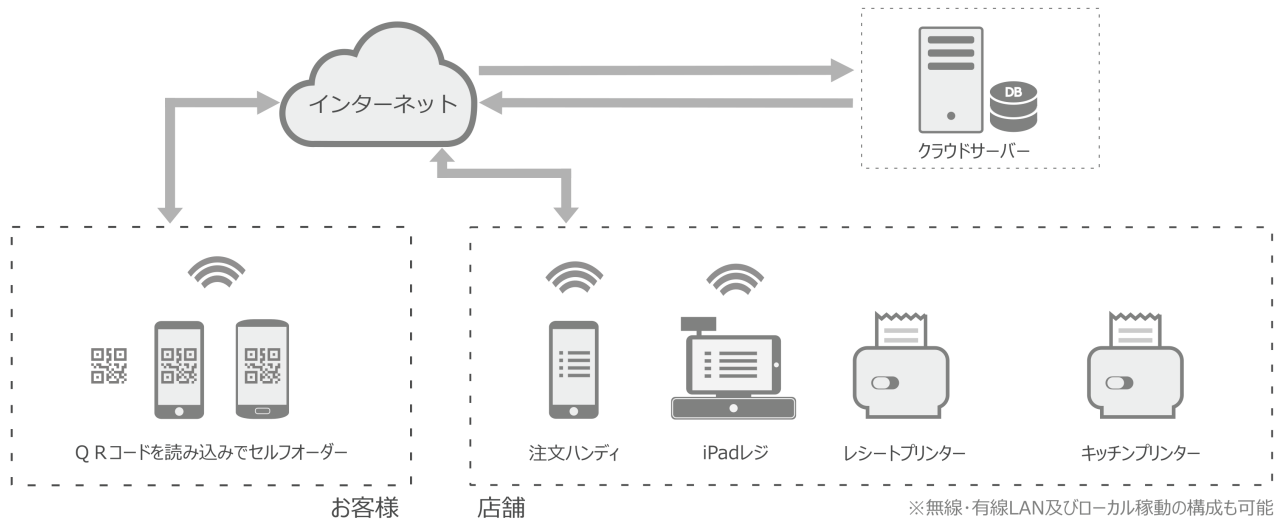 インターネット
DB
クラウドサーバー
Q Rコードを読み込みでセルフオーダー
注文ハンディ
iPadレジ
レシートプリンター
キッチンプリンター
お客様
店舗
※無線・有線LAN及びローカル稼動の構成も可能